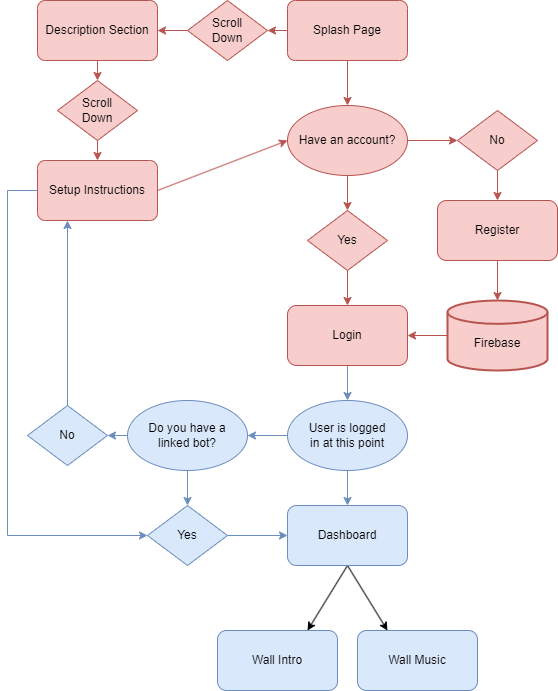 Description Section
Scroll
Down
Splash Page
Scroll
Down
Have an account?
No
Setup Instructions
Yes
Register
Login
Firebase
No
Do you have a
linked bot?
User is logged
in at this point
Yes
Dashboard
Wall Intro
Wall Music